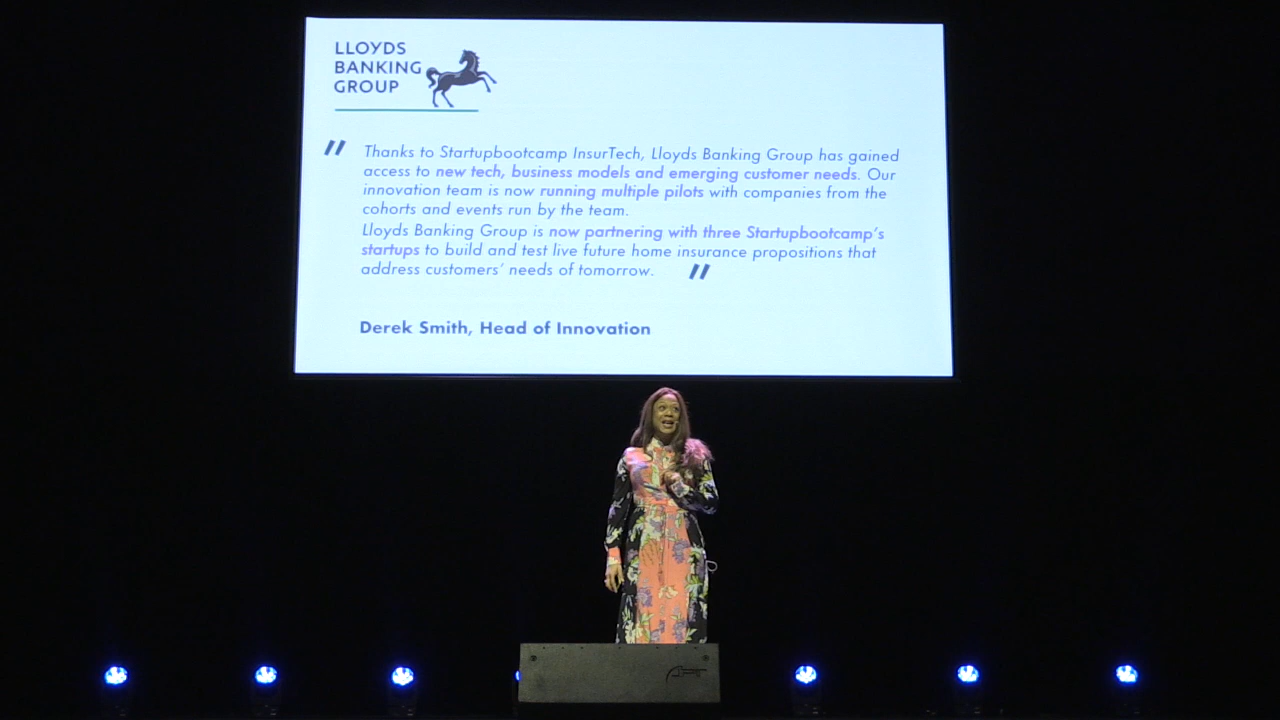 LLOYDS
BANKING
GROUP
" Thanks to Startupbootcamp InsurTech, Lloyds Banking Group has gained
access to new tech, business models and emerging customer needs. Our
innovation team is now running multiple pilots with companies from the
cohorts and events run by the team.
Lloyds Banking Group is now partnering with three Startupbootcamp's
startups to build and test live future home insurance propositions that
address customers' needs of tomorrow. "
Derek Smith, Head of Innovation